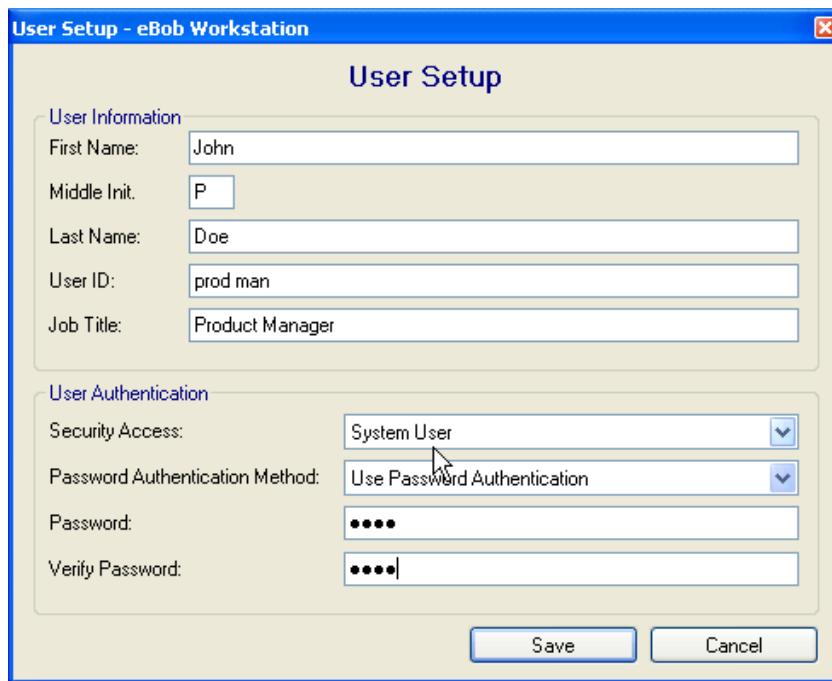 User Setup - eBob Workstation
User Setup
User Information
First Name: John
Middle Init. P
Last Name: Doe
User ID: prod man
Job Title: Product Manager
User Authentication
Security Access: System User
Password Authentication Method: Use Password Authentication
Password: ●●●●
Verify Password: ●●●●
Save Cancel